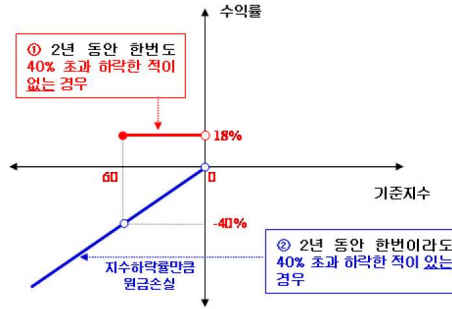 수익률
① 2년 동안 한번도
40% 초과 하락한 적이
없는 경우
18%
60
0
기준지수
-40%
지수하락률만큼
원금손실
② 2년 동안 한번이라도
40% 초과 하락한 적이 있는
경우